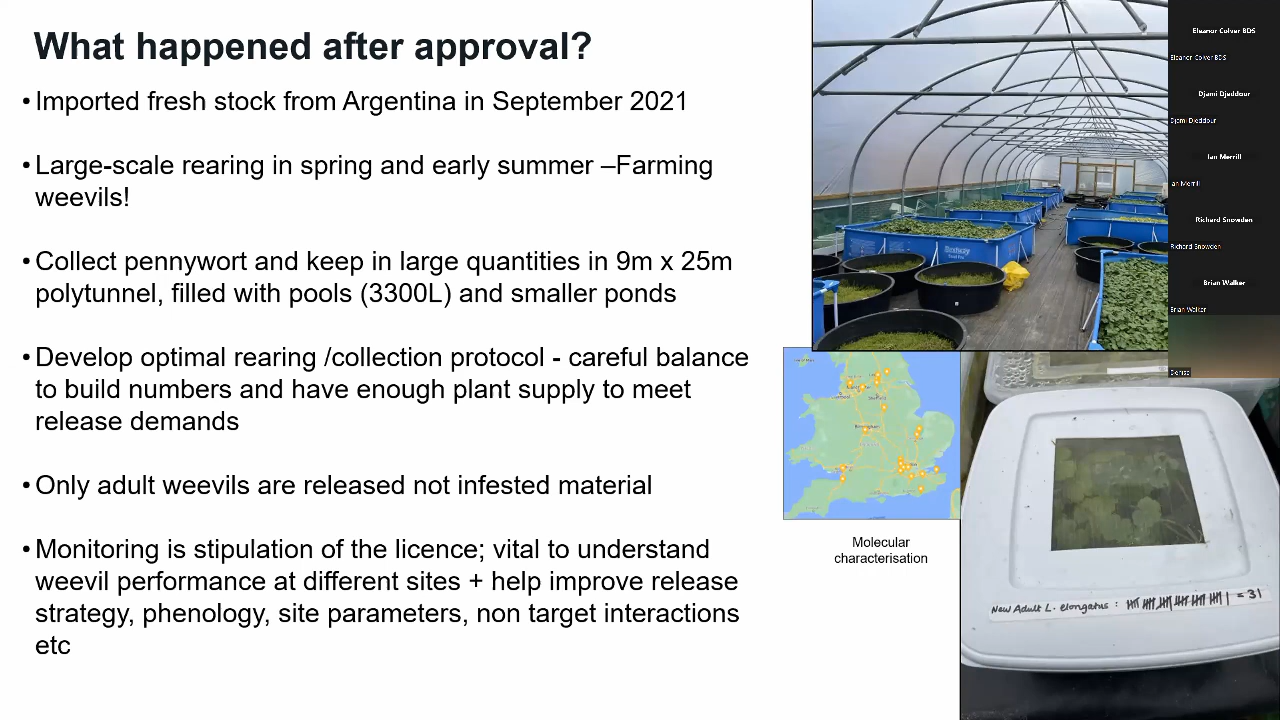 What happened after approval?
• Imported fresh stock from Argentina in September 2021
• Large-scale rearing in spring and early summer –Farming
weevils!
• Collect pennywort and keep in large quantities in 9m x 25m
polytunnel, filled with pools (3300L) and smaller ponds
• Develop optimal rearing /collection protocol - careful balance
to build numbers and have enough plant supply to meet
release demands
• Only adult weevils are released not infested material
• Monitoring is stipulation of the licence; vital to understand
weevil performance at different sites + help improve release
strategy, phenology, site parameters, non target interactions
etc
Bestway
Birmingham
Molecular
characterisation
New Adult L. elongatus : = 31
Eleanor Colver BDS
Eleanor Colver BDS
Djami Djeddour
Djami Djeddour
Ian Merrill
Ian Merrill
Richard Snowden
Richard Snowden
Brian Walker
Brian Walker
Denise